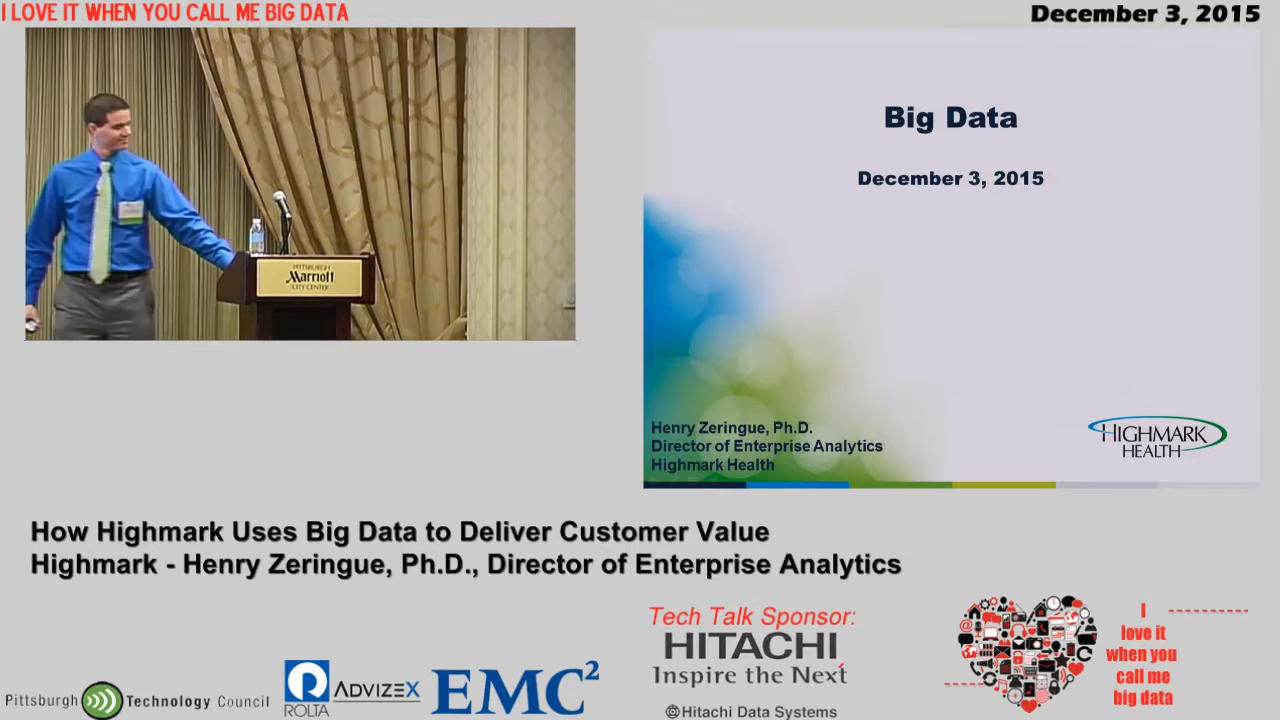 I LOVE IT WHEN YOU CALL ME BIG DATA
December 3, 2015
PITTSBURGH
Marriott
CITY CENTER
Big Data
December 3, 2015
Henry Zeringue, Ph.D.
Director of Enterprise Analytics
Highmark Health
HIGHMARK
HEALTH
How Highmark Uses Big Data to Deliver Customer Value
Highmark - Henry Zeringue, Ph.D., Director of Enterprise Analytics
Pittsburgh Technology Council
ROLTA
ADVIZEX
EMC²
Tech Talk Sponsor:
HITACHI
Inspire the Next
Hitachi Data Systems
I
love it
when you
call me
big data